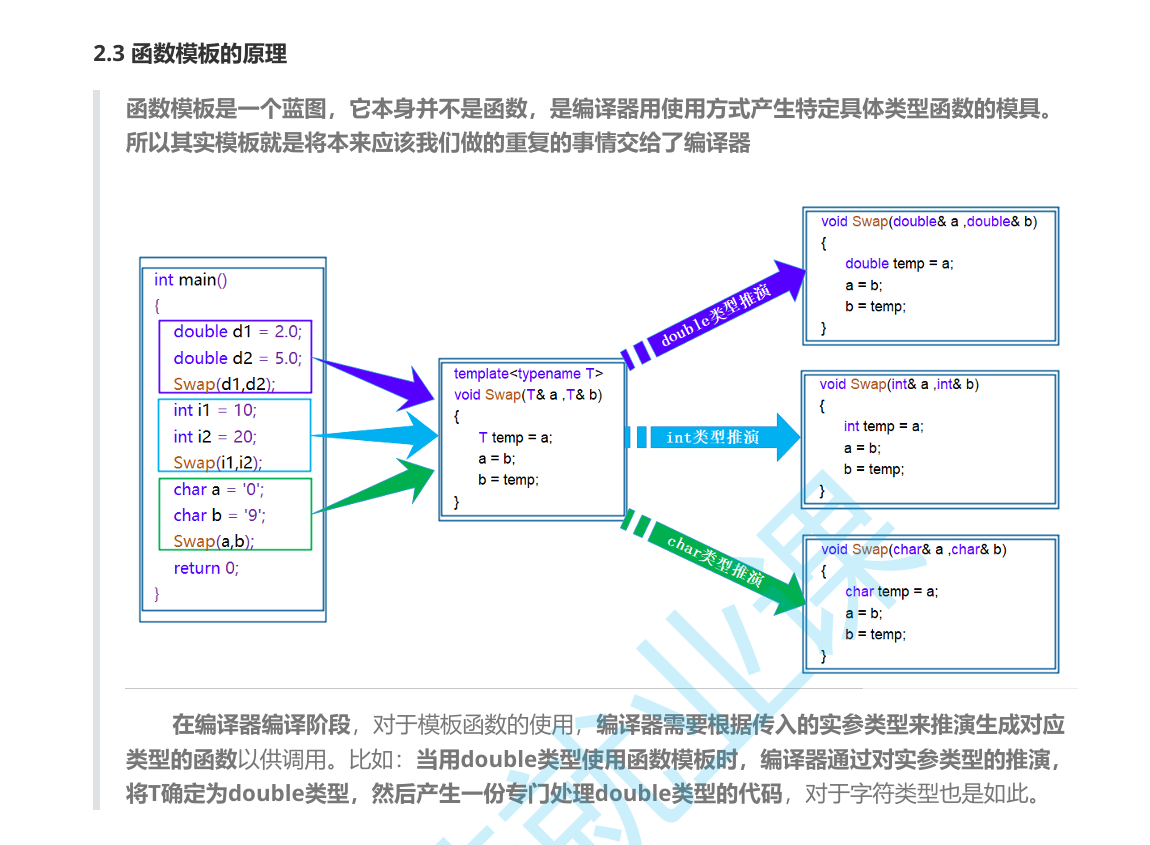 2.3 函数模板的原理
函数模板是一个蓝图，它本身并不是函数，是编译器用使用方式产生特定具体类型函数的模具。
所以其实模板就是将本来应该我们做的重复的事情交给了编译器
int main()
{
double d1 = 2.0;
double d2 = 5.0;
Swap(d1,d2);
int i1 = 10;
int i2 = 20;
Swap(i1,i2);
char a = '0';
char b = '9';
Swap(a,b);
return 0;
}
template<typename T>
void Swap(T& a ,T& b)
{
T temp = a;
a = b;
b = temp;
}
double类型推演
int类型推演
char类型推演
void Swap(double& a ,double& b)
{
double temp = a;
a = b;
b = temp;
}
void Swap(int& a ,int& b)
{
int temp = a;
a = b;
b = temp;
}
void Swap(char& a ,char& b)
{
char temp = a;
a = b;
b = temp;
}
在编译器编译阶段，对于模板函数的使用，编译器需要根据传入的实参类型来推演生成对应
类型的函数以供调用。比如：当用double类型使用函数模板时，编译器通过对实参类型的推演，
将T确定为double类型，然后产生一份专门处理double类型的代码，对于字符类型也是如此。
就业课